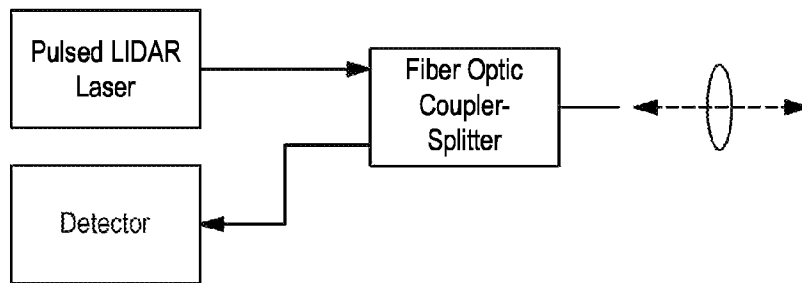 Pulsed LIDAR
Laser
Fiber Optic
Coupler-
Splitter
Detector